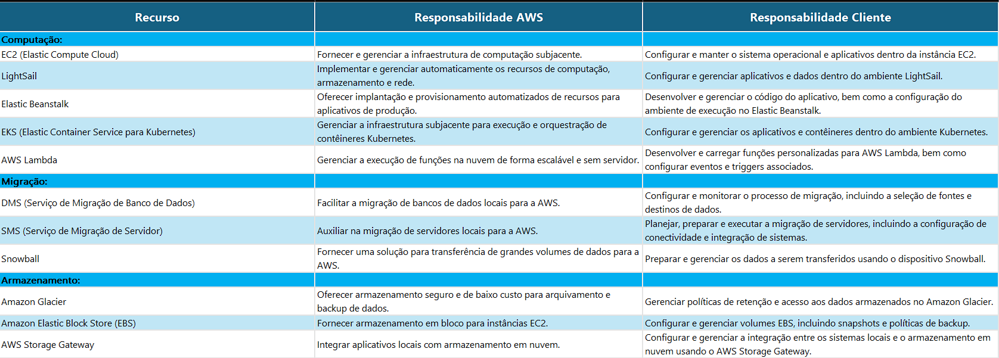 Recurso
Responsabilidade AWS
Responsabilidade Cliente
Computação:
EC2 (Elastic Compute Cloud)
Fornecer e gerenciar a infraestrutura de computação subjacente.
Configurar e manter o sistema operacional e aplicativos dentro da instância EC2.
LightSail
Implementar e gerenciar automaticamente os recursos de computação,
armazenamento e rede.
Configurar e gerenciar aplicativos e dados dentro do ambiente LightSail.
Elastic Beanstalk
Oferecer implantação e provisionamento automatizados de recursos para
aplicativos de produção.
Desenvolver e gerenciar o código do aplicativo, bem como a configuração do
ambiente de execução no Elastic Beanstalk.
EKS (Elastic Container Service para Kubernetes)
Gerenciar a infraestrutura subjacente para execução e orquestração de
contêineres Kubernetes.
Configurar e gerenciar os aplicativos e contêineres dentro do ambiente Kubernetes.
AWS Lambda
Gerenciar a execução de funções na nuvem de forma escalável e sem servidor.
Desenvolver e carregar funções personalizadas para AWS Lambda, bem como
configurar eventos e triggers associados.
Migração:
DMS (Serviço de Migração de Banco de Dados)
Facilitar a migração de bancos de dados locais para a AWS.
Configurar e monitorar o processo de migração, incluindo a seleção de fontes e
destinos de dados.
SMS (Serviço de Migração de Servidor)
Auxiliar na migração de servidores locais para a AWS.
Planejar, preparar e executar a migração de servidores, incluindo a configuração de
conectividade e integração de sistemas.
Snowball
Fornecer uma solução para transferência de grandes volumes de dados para a
AWS.
Preparar e gerenciar os dados a serem transferidos usando o dispositivo Snowball.
Armazenamento:
Amazon Glacier
Oferecer armazenamento seguro e de baixo custo para arquivamento e
backup de dados.
Gerenciar políticas de retenção e acesso aos dados armazenados no Amazon Glacier.
Amazon Elastic Block Store (EBS)
Fornecer armazenamento em bloco para instâncias EC2.
Configurar e gerenciar volumes EBS, incluindo snapshots e políticas de backup.
AWS Storage Gateway
Integrar aplicativos locais com armazenamento em nuvem.
Configurar e gerenciar a integração entre os sistemas locais e o armazenamento em
nuvem usando o AWS Storage Gateway.